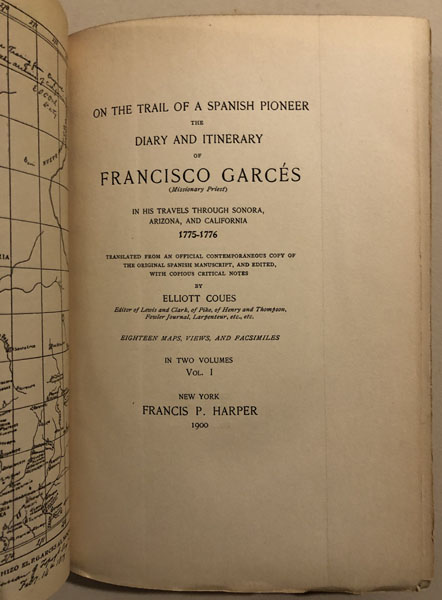 ON THE TRAIL OF A SPANISH PIONEER
THE
DIARY AND ITINERARY
OF
FRANCISCO GARCÉS
(Missionary Priest)
IN HIS TRAVELS THROUGH SONORA,
ARIZONA, AND CALIFORNIA
1775-1776
TRANSLATED FROM AN OFFICIAL CONTEMPORANEOUS COPY OF
THE ORIGINAL SPANISH MANUSCRIPT, AND EDITED,
WITH COPIOUS CRITICAL NOTES
BY
ELLIOTT COUES
Editor of Lewis and Clark, of Pike, of Henry and Thompson,
Fowler Journal, Larpenteur, etc., etc.
EIGHTEEN MAPS, VIEWS, AND FACSIMILES
IN TWO VOLUMES
VOL. I
NEW YORK
FRANCIS P. HARPER
1900
HIZO EL P. GARCES